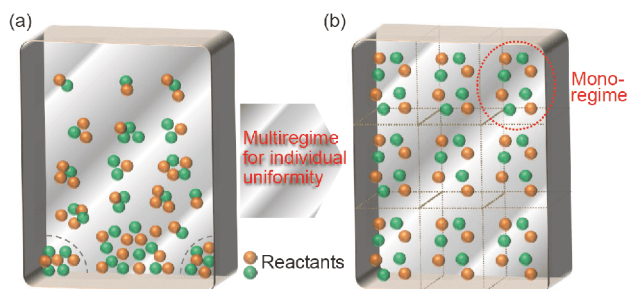 (a)
(b)
Multiregime
for individual
uniformity
Mono-
regime
Reactants